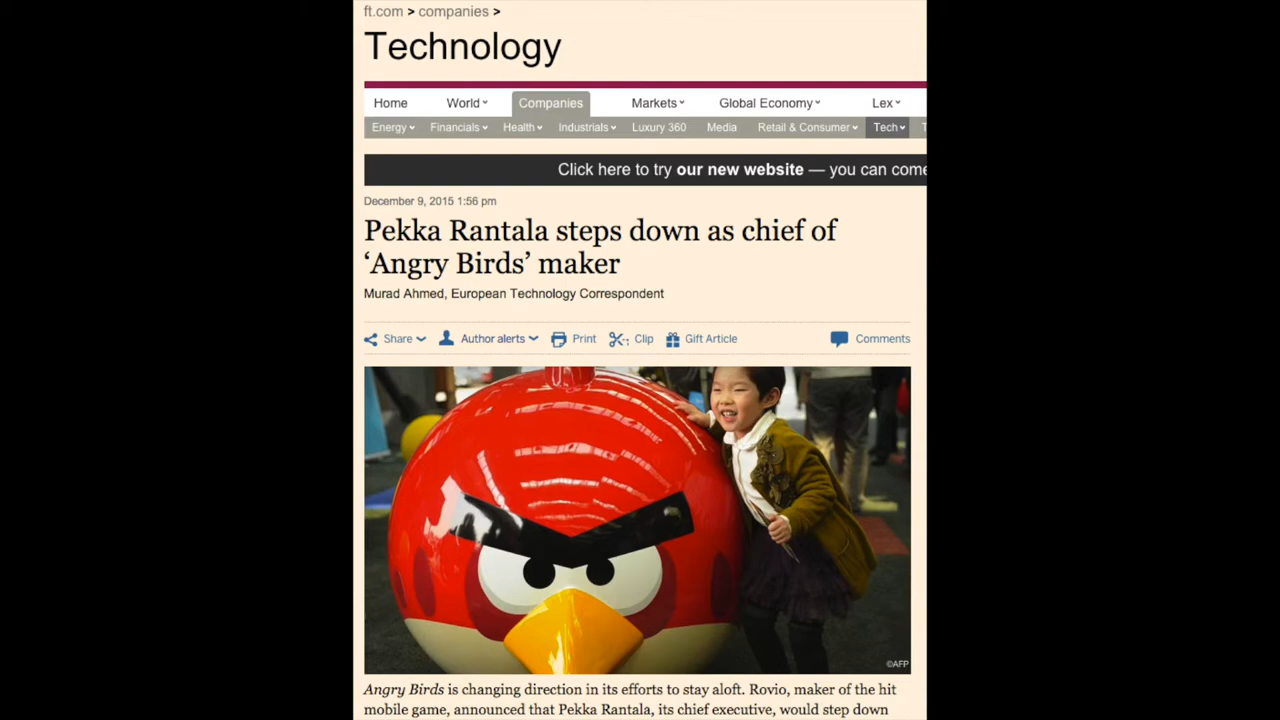 ft.com > companies >
Technology
Home World Companies Markets Global Economy Lex
Energy Financials Health Industrials Luxury 360 Media Retail & Consumer Tech
Click here to try our new website — you can come
December 9, 2015 1:56 pm
Pekka Rantala steps down as chief of
‘Angry Birds’ maker
Murad Ahmed, European Technology Correspondent
Share Author alerts Print Clip Gift Article Comments
©AFP
Angry Birds is changing direction in its efforts to stay aloft. Rovio, maker of the hit
mobile game, announced that Pekka Rantala, its chief executive, would step down